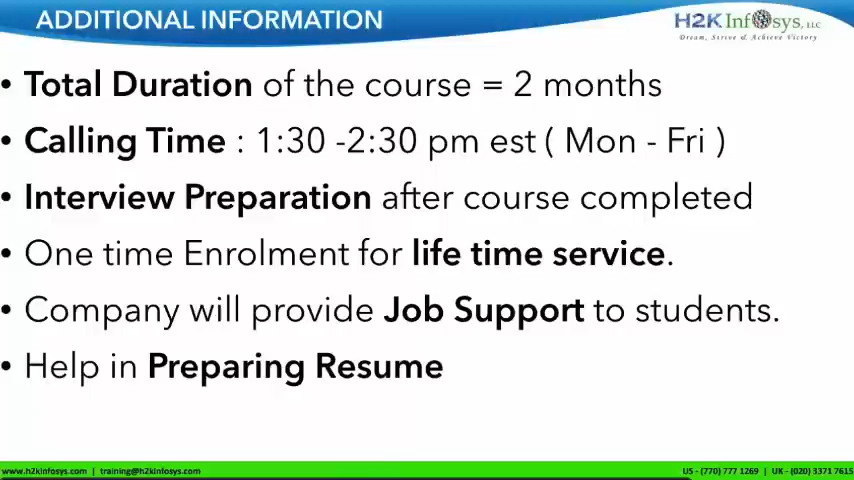 ADDITIONAL INFORMATION
H2K Infosys, LLC
Dream, Strive & Achieve Victory
• Total Duration of the course = 2 months
• Calling Time : 1:30 -2:30 pm est ( Mon - Fri )
• Interview Preparation after course completed
• One time Enrolment for life time service.
• Company will provide Job Support to students.
• Help in Preparing Resume
www.h2kinfosys.com | training@h2kinfosys.com
US - (770) 777 1269 | UK - (020) 3371 7615